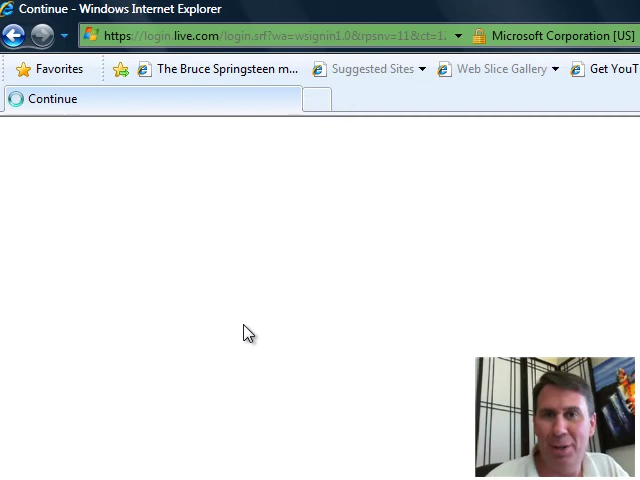 Continue - Windows Internet Explorer
https://login.live.com/login.srf?wa=wsignin1.0&rpsnv=11&ct=12 Microsoft Corporation [US]
Favorites The Bruce Springsteen m... Suggested Sites Web Slice Gallery Get YouT
Continue